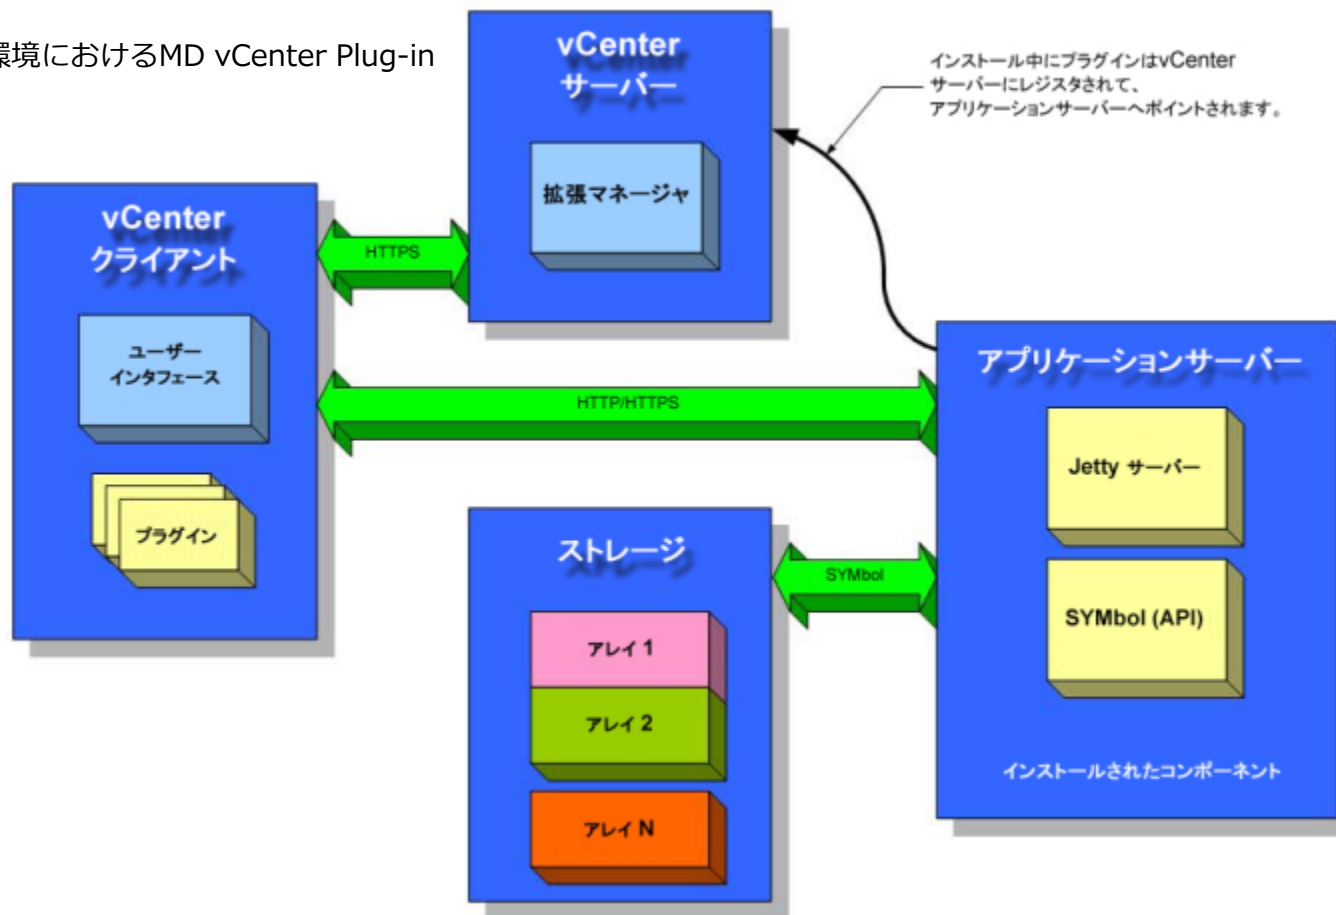 環境におけるMD vCenter Plug-in
vCenter
サーバー
拡張マネージャ
インストール中にプラグインはvCenter
サーバーにレジスタされて、
アプリケーションサーバーへポイントされます。
vCenter
クライアント
ユーザー
インタフェース
プラグイン
HTTPS
HTTP/HTTPS
アプリケーションサーバー
Jetty サーバー
SYMbol (API)
インストールされたコンポーネント
ストレージ
アレイ 1
アレイ 2
アレイ N
SYMbol